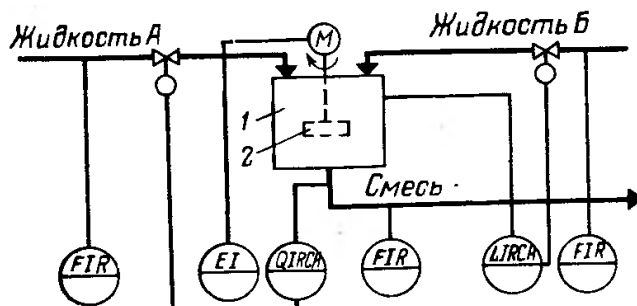 Жидкость А
М
Жидкость Б
1
2
Смесь
FIR
EI
QIRCA
FIR
LIRCA
FIR